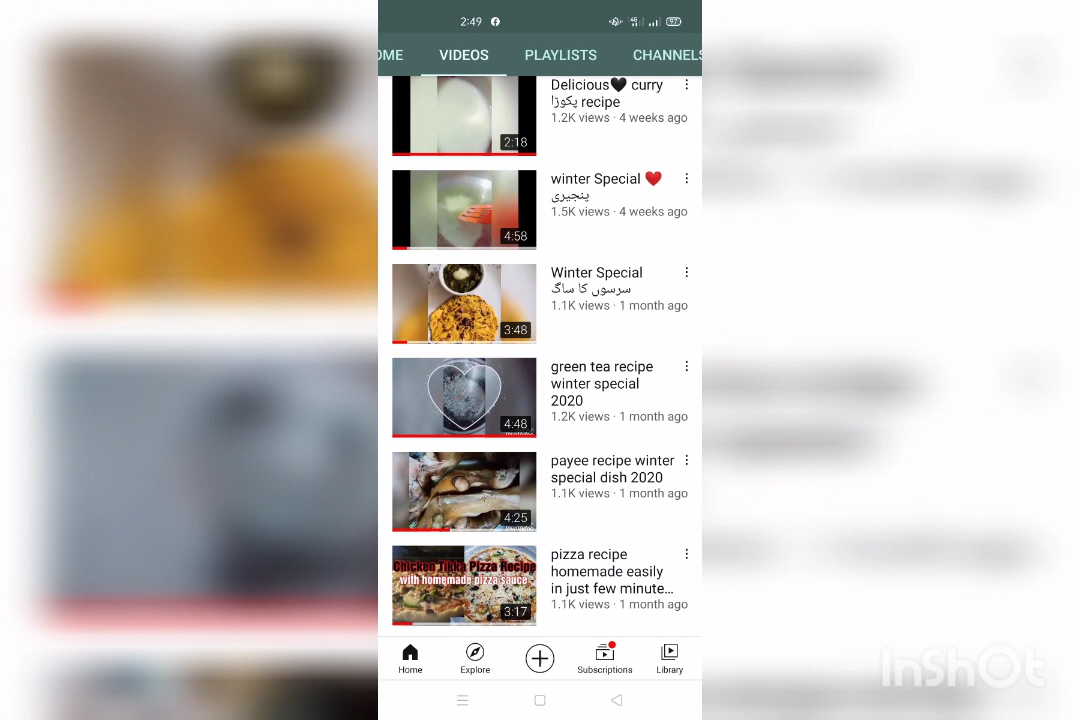 2:49
4G
97
OME
VIDEOS
PLAYLISTS
CHANNELS
Delicious🖤 curry
پکوڑا recipe
1.2K views · 4 weeks ago
2:18
winter Special ❤️
پنجیری
1.5K views · 4 weeks ago
4:58
Winter Special
سرسوں کا ساگ
1.1K views · 1 month ago
3:48
green tea recipe
winter special
2020
1.2K views · 1 month ago
4:48
payee recipe winter
special dish 2020
1.1K views · 1 month ago
4:25
pizza recipe
homemade easily
in just few minute...
1.1K views · 1 month ago
Chicken Tikka Pizza Recipe
with homemade pizza sauce
3:17
Home
Explore
Subscriptions
Library
InShOt